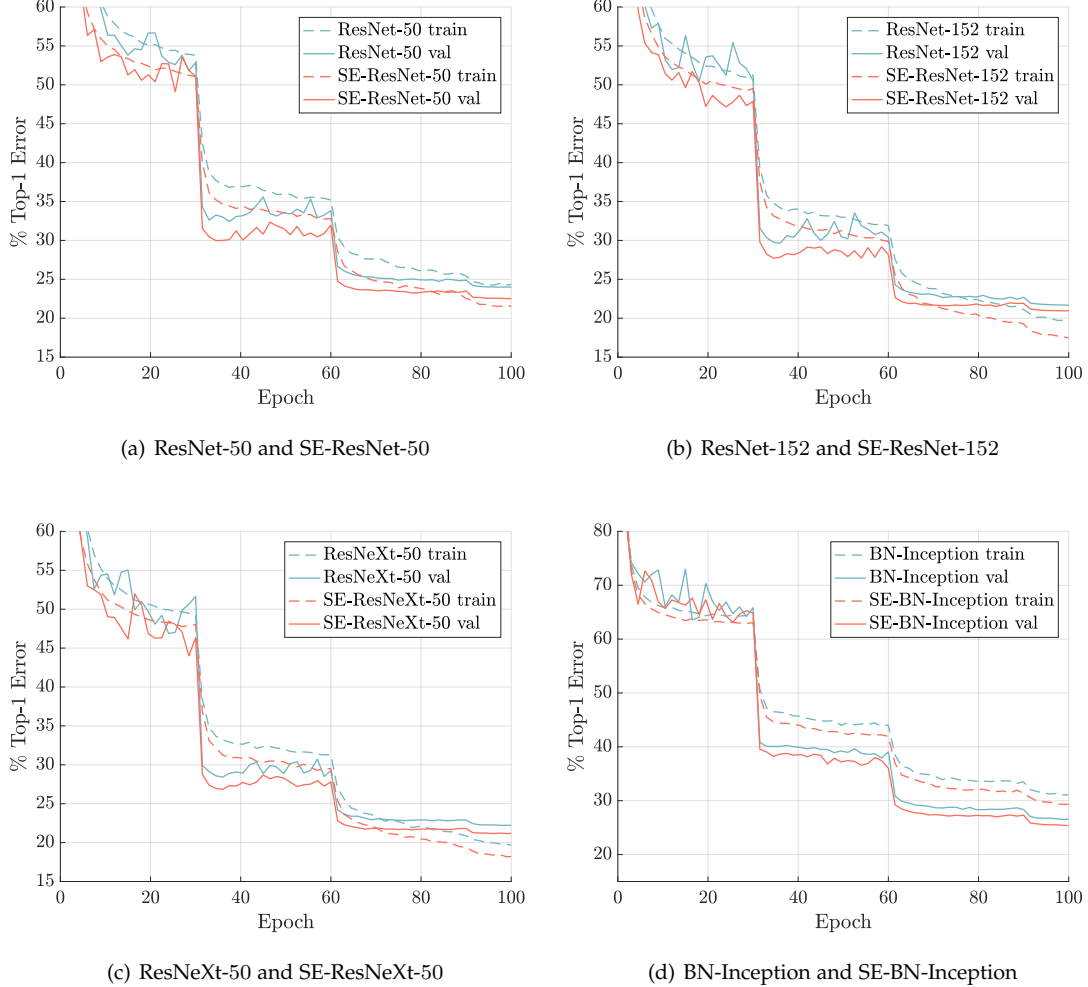 60
55
50
45
40
35
30
25
20
15
0 20 40 60 80 100
% Top-1 Error
Epoch
ResNet-50 train
ResNet-50 val
SE-ResNet-50 train
SE-ResNet-50 val
(a) ResNet-50 and SE-ResNet-50
60
55
50
45
40
35
30
25
20
15
0 20 40 60 80 100
% Top-1 Error
Epoch
ResNet-152 train
ResNet-152 val
SE-ResNet-152 train
SE-ResNet-152 val
(b) ResNet-152 and SE-ResNet-152
60
55
50
45
40
35
30
25
20
15
0 20 40 60 80 100
% Top-1 Error
Epoch
ResNeXt-50 train
ResNeXt-50 val
SE-ResNeXt-50 train
SE-ResNeXt-50 val
(c) ResNeXt-50 and SE-ResNeXt-50
80
70
60
50
40
30
20
0 20 40 60 80 100
% Top-1 Error
Epoch
BN-Inception train
BN-Inception val
SE-BN-Inception train
SE-BN-Inception val
(d) BN-Inception and SE-BN-Inception